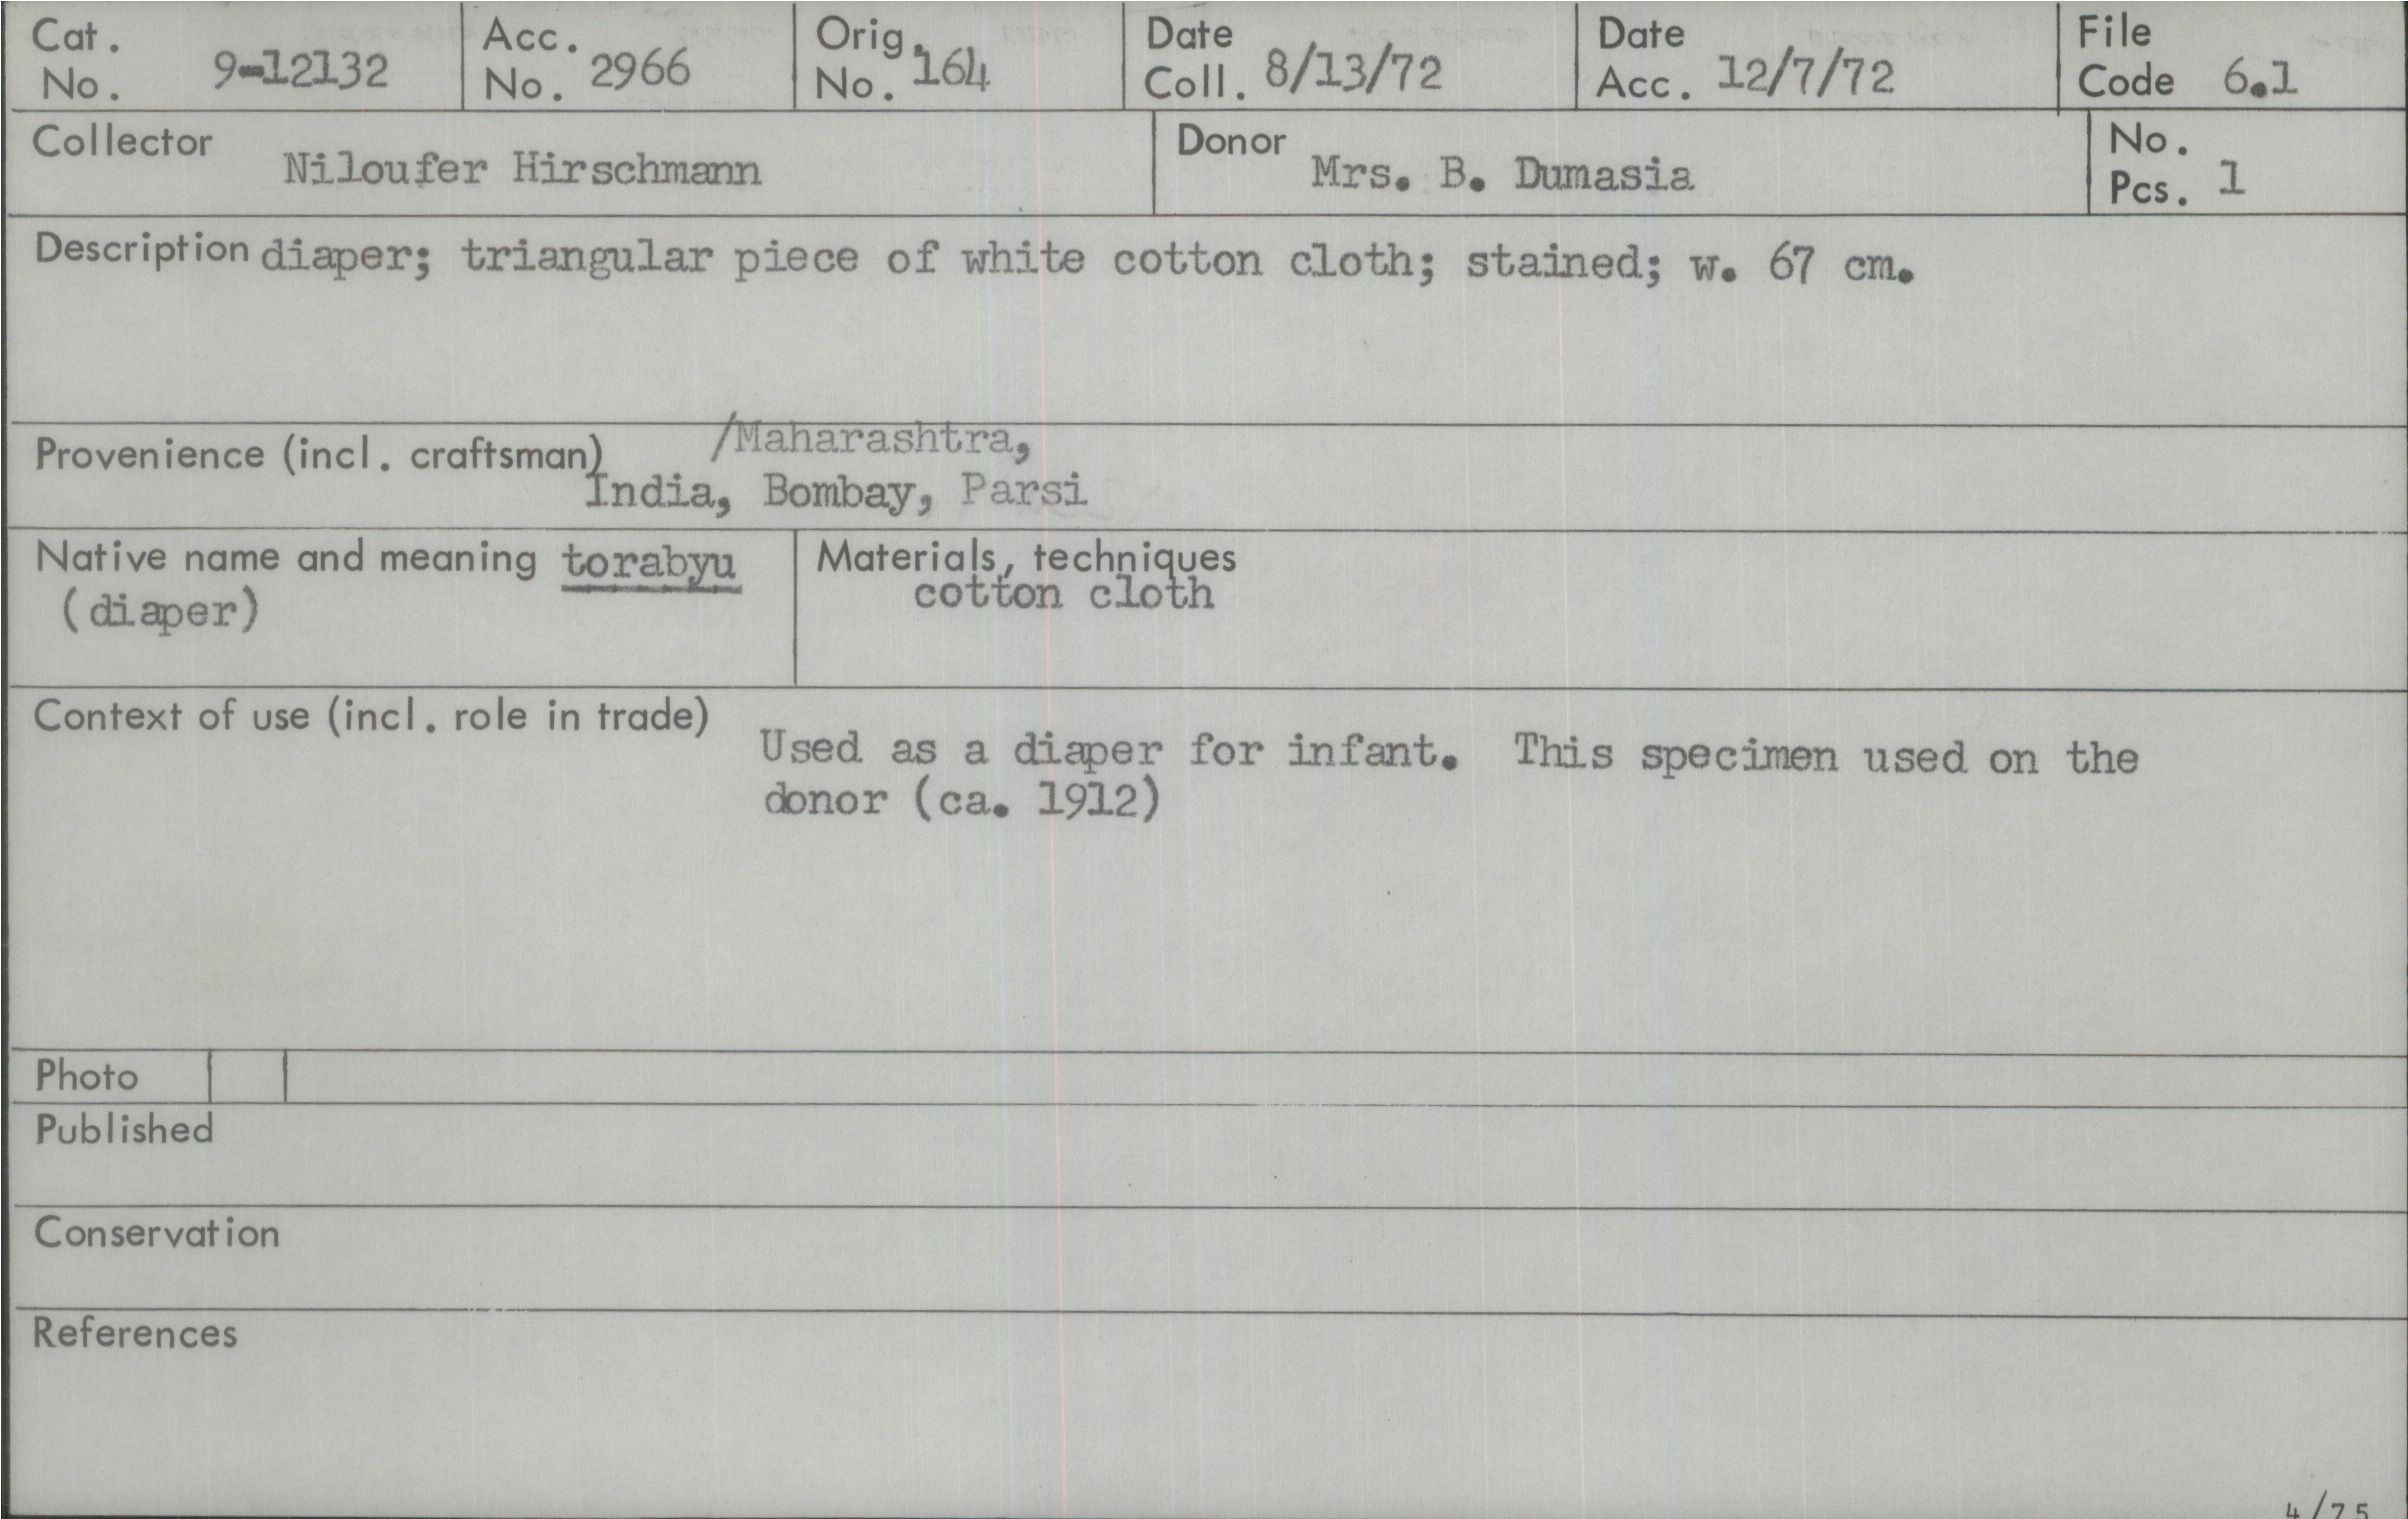 Cat. No. 9-12132
Acc. No. 2966
Orig. No. 164
Date Coll. 8/13/72
Date Acc. 12/7/72
File Code 6.1
Collector Niloufer Hirschmann
Donor Mrs. B. Dumasia
No. Pcs. 1
Description diaper; triangular piece of white cotton cloth; stained; w. 67 cm.
Provenience (incl. craftsman) /Maharashtra,
India, Bombay, Parsi
Native name and meaning torabyu
(diaper)
Materials, techniques
cotton cloth
Context of use (incl. role in trade)
Used as a diaper for infant. This specimen used on the
donor (ca. 1912)
Photo
Published
Conservation
References
4/75